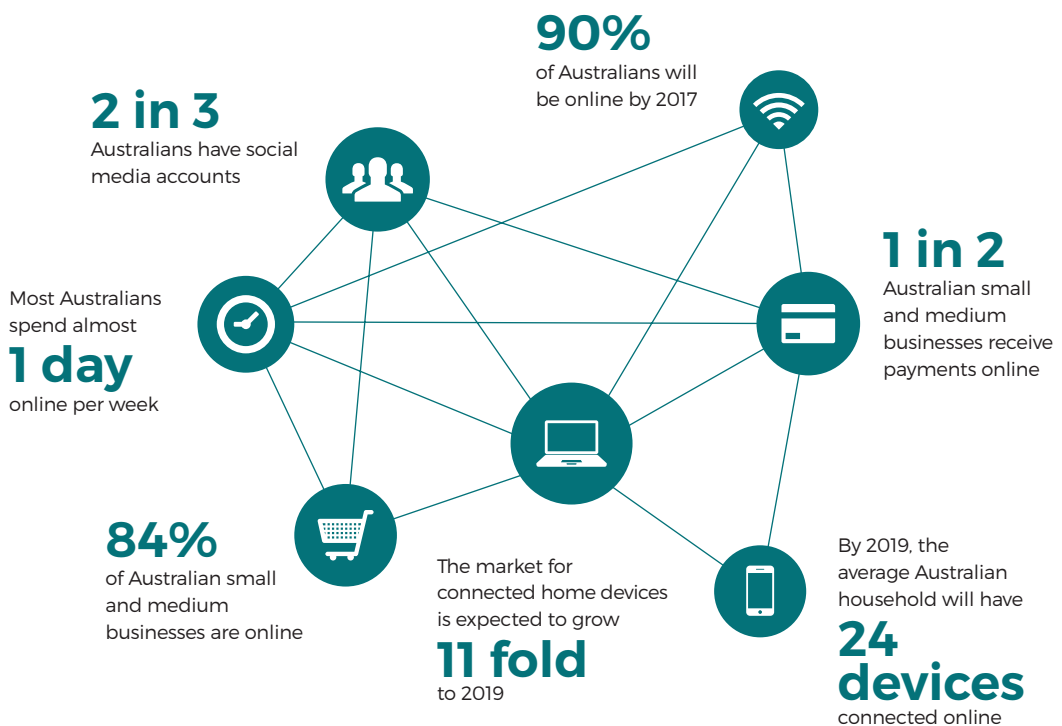 90%
of Australians will
be online by 2017
2 in 3
Australians have social
media accounts
1 in 2
Australian small
and medium
businesses receive
payments online
Most Australians
spend almost
1 day
online per week
84%
of Australian small
and medium
businesses are online
The market for
connected home devices
is expected to grow
11 fold
to 2019
By 2019, the
average Australian
household will have
24
devices
connected online